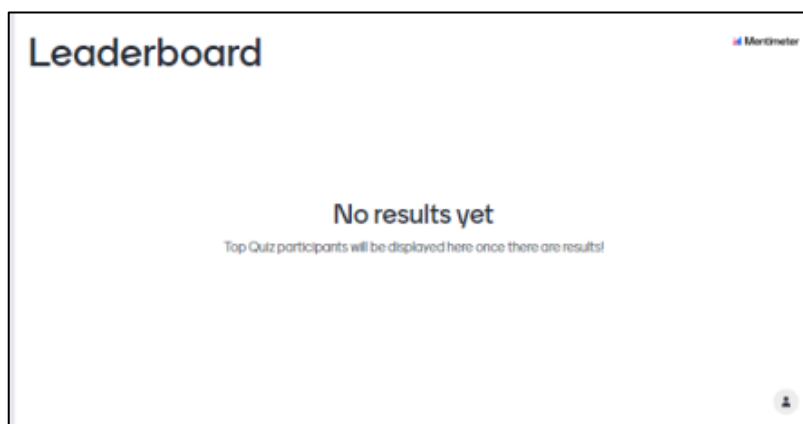 Leaderboard
Mentimeter
No results yet
Top Quiz participants will be displayed here once there are results!